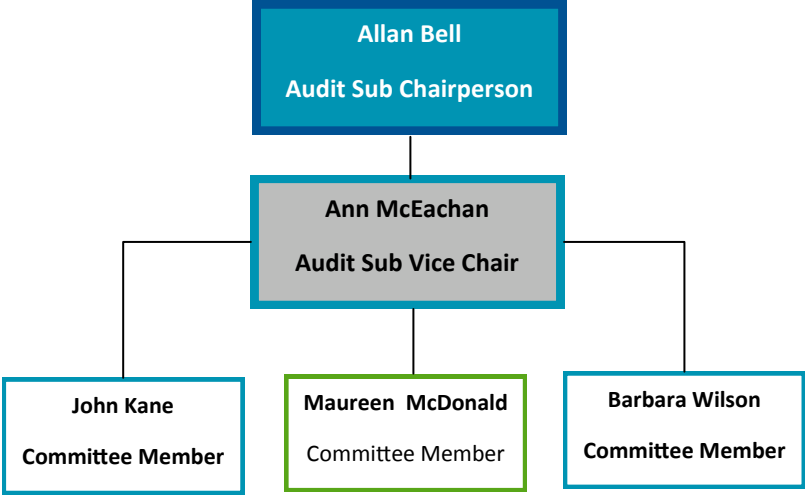 Allan Bell
Audit Sub Chairperson
Ann McEachan
Audit Sub Vice Chair
John Kane
Committee Member
Maureen  McDonald
Committee Member
Barbara Wilson
Committee Member